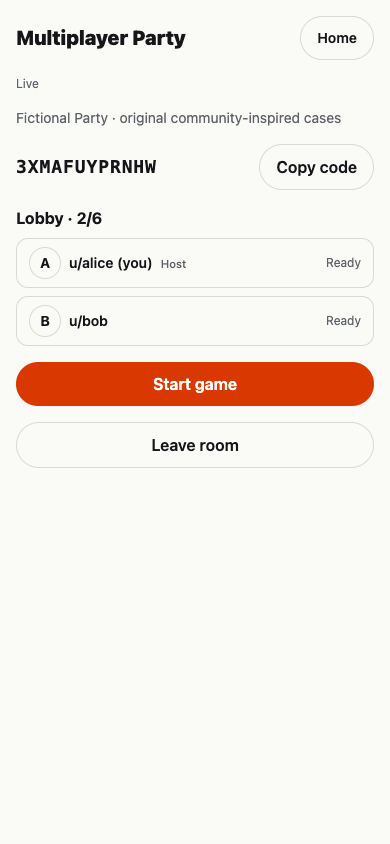 Multiplayer Party
Home
Live
Fictional Party · original community-inspired cases
3XMAFUYPRNHW
Copy code
Lobby · 2/6
A u/alice (you) Host Ready
B u/bob Ready
Start game
Leave room